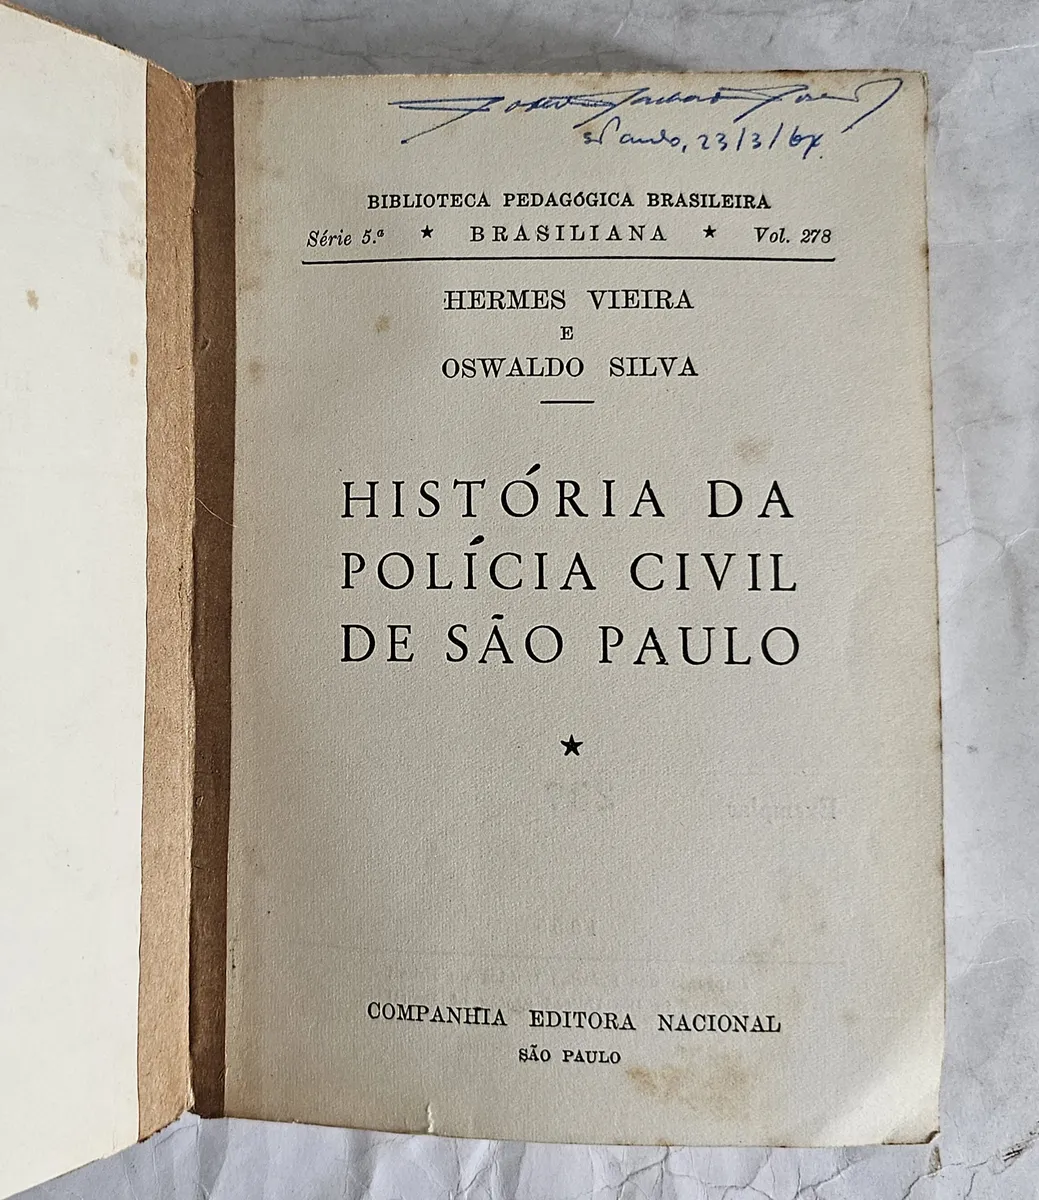 S. Paulo, 23/3/67.
BIBLIOTECA PEDAGÓGICA BRASILEIRA
Série 5.ª ★ BRASILIANA ★ Vol. 278
HERMES VIEIRA
E
OSWALDO SILVA
HISTÓRIA DA
POLÍCIA CIVIL
DE SÃO PAULO
★
COMPANHIA EDITORA NACIONAL
SÃO PAULO